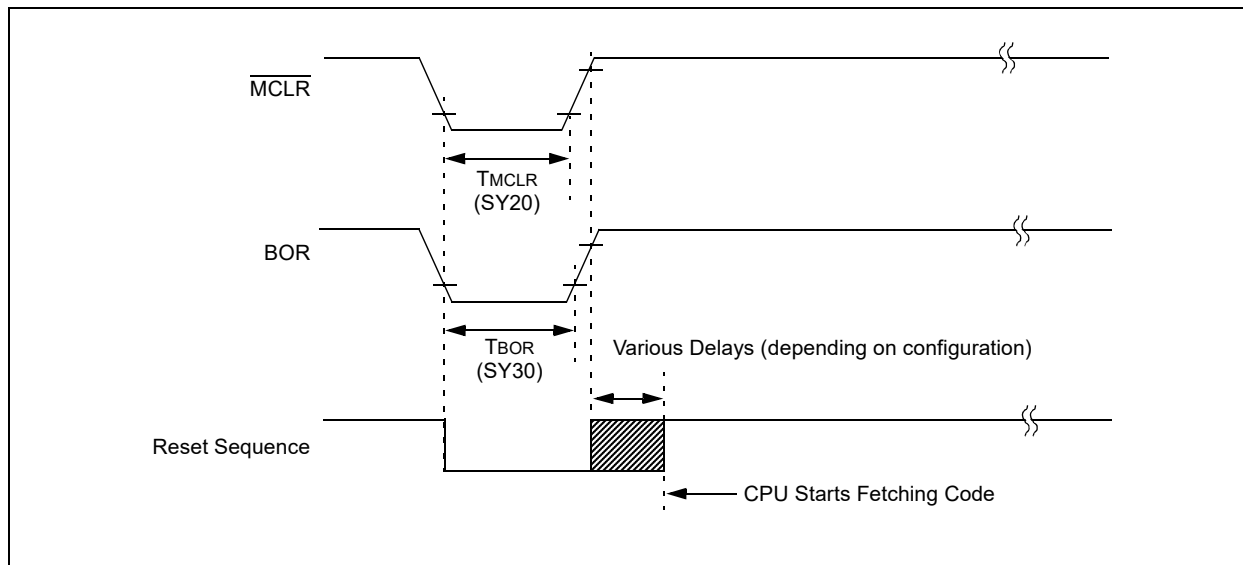 MCLR
TMCLR
(SY20)
BOR
TBOR
(SY30)
Various Delays (depending on configuration)
Reset Sequence
CPU Starts Fetching Code